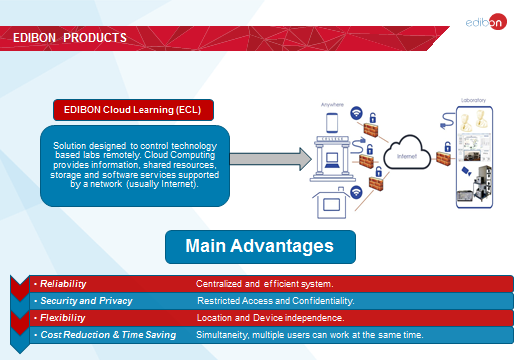 edibon
EDIBON PRODUCTS
EDIBON Cloud Learning (ECL)
Solution designed to control technology
based labs remotely. Cloud Computing
provides information, shared resources,
storage and software services supported
by a network (usually Internet).
Anywhere
Internet
Laboratory
Main Advantages
• Reliability Centralized and efficient system.
• Security and Privacy Restricted Access and Confidentiality.
• Flexibility Location and Device independence.
• Cost Reduction & Time Saving Simultaneity, multiple users can work at the same time.